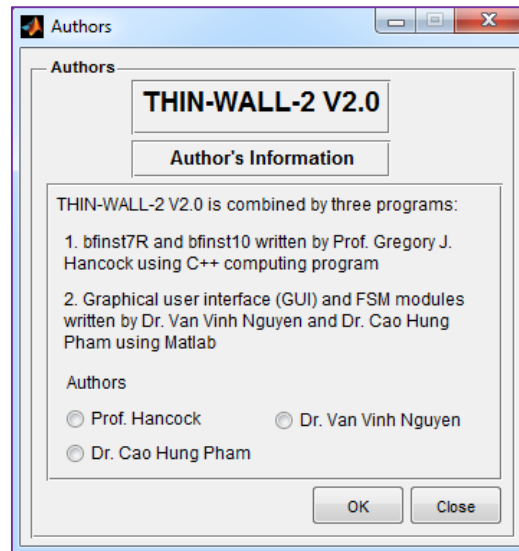 Authors
Authors
THIN-WALL-2 V2.0
Author's Information
THIN-WALL-2 V2.0 is combined by three programs:
1. bfinst7R and bfinst10 written by Prof. Gregory J.
Hancock using C++ computing program
2. Graphical user interface (GUI) and FSM modules
written by Dr. Van Vinh Nguyen and Dr. Cao Hung
Pham using Matlab
Authors
Prof. Hancock
Dr. Van Vinh Nguyen
Dr. Cao Hung Pham
OK
Close